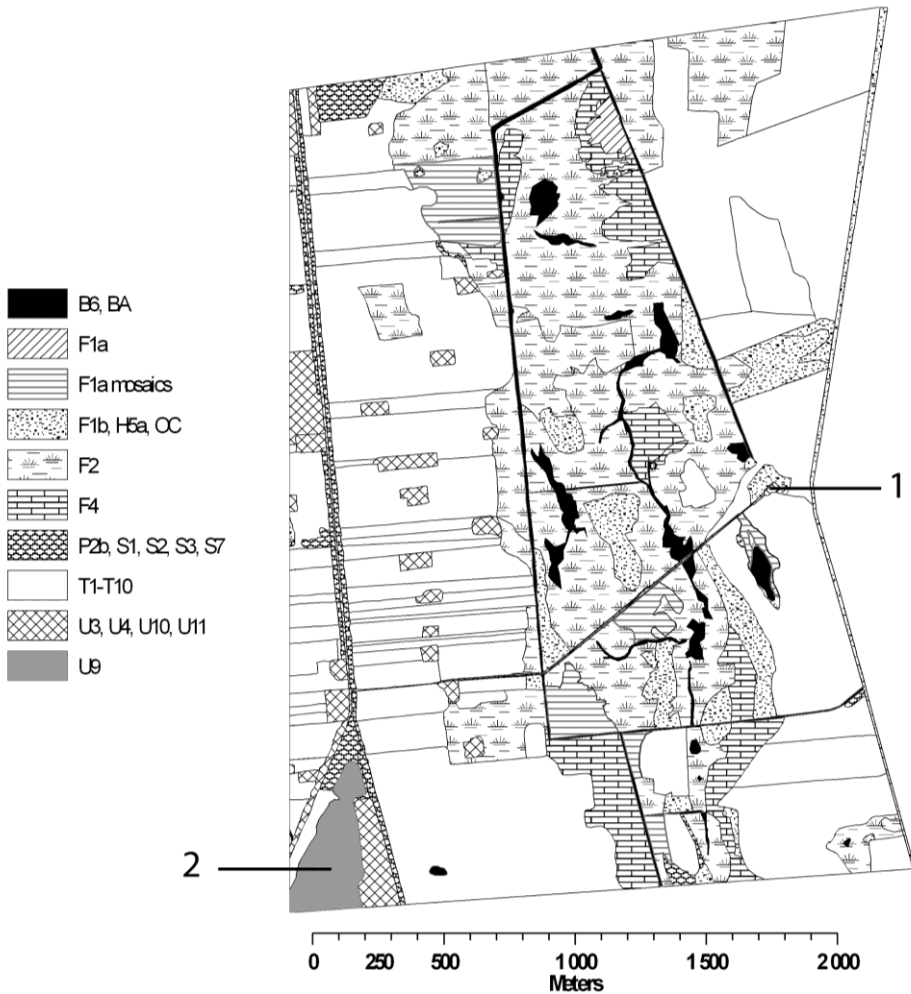 B6, BA
F1a
F1a mosaics
F1b, H5a, OC
F2
F4
P2b, S1, S2, S3, S7
T1-T10
U3, U4, U10, U11
U9
1
2
0 250 500 1 000 1 500 2 000
Meters